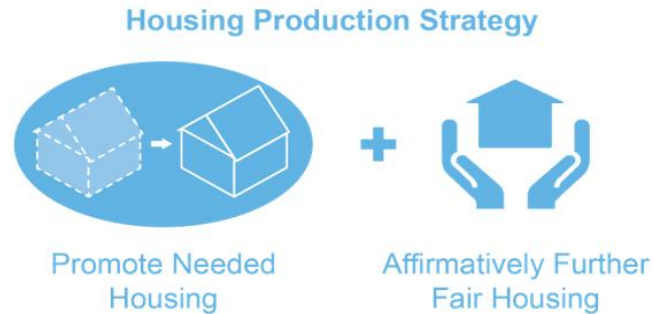 Housing Production Strategy
Promote Needed
Housing
Affirmatively Further
Fair Housing